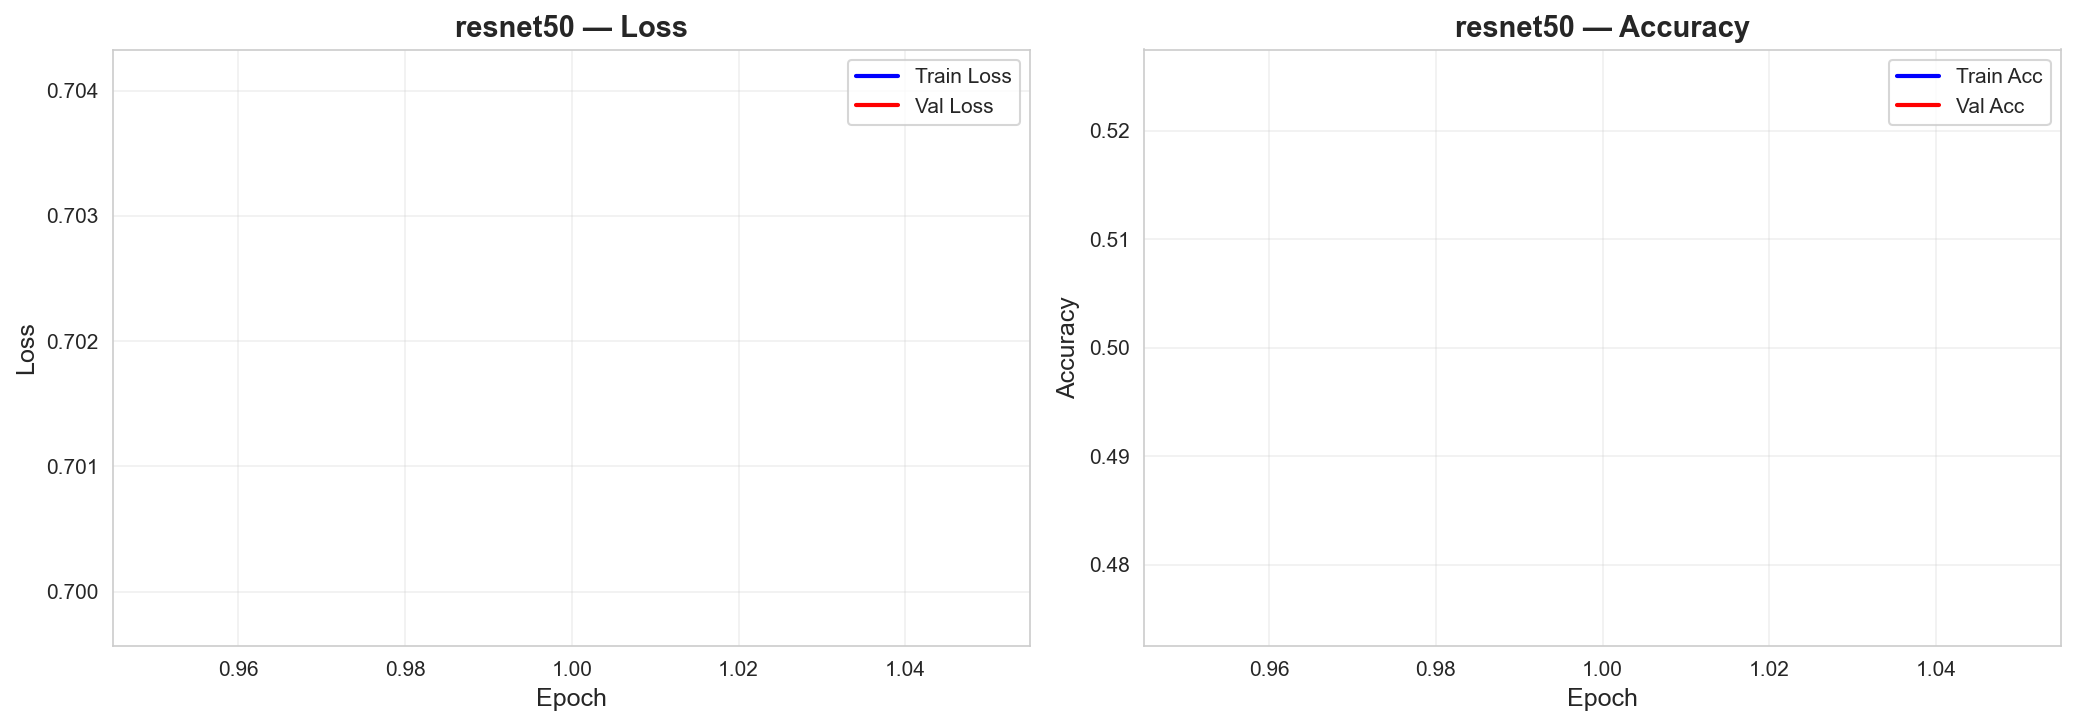 resnet50 — Loss
Train Loss
Val Loss
0.704
0.703
0.702
0.701
0.700
Loss
0.96
0.98
1.00
1.02
1.04
Epoch
resnet50 — Accuracy
Train Acc
Val Acc
0.52
0.51
0.50
0.49
0.48
Accuracy
0.96
0.98
1.00
1.02
1.04
Epoch